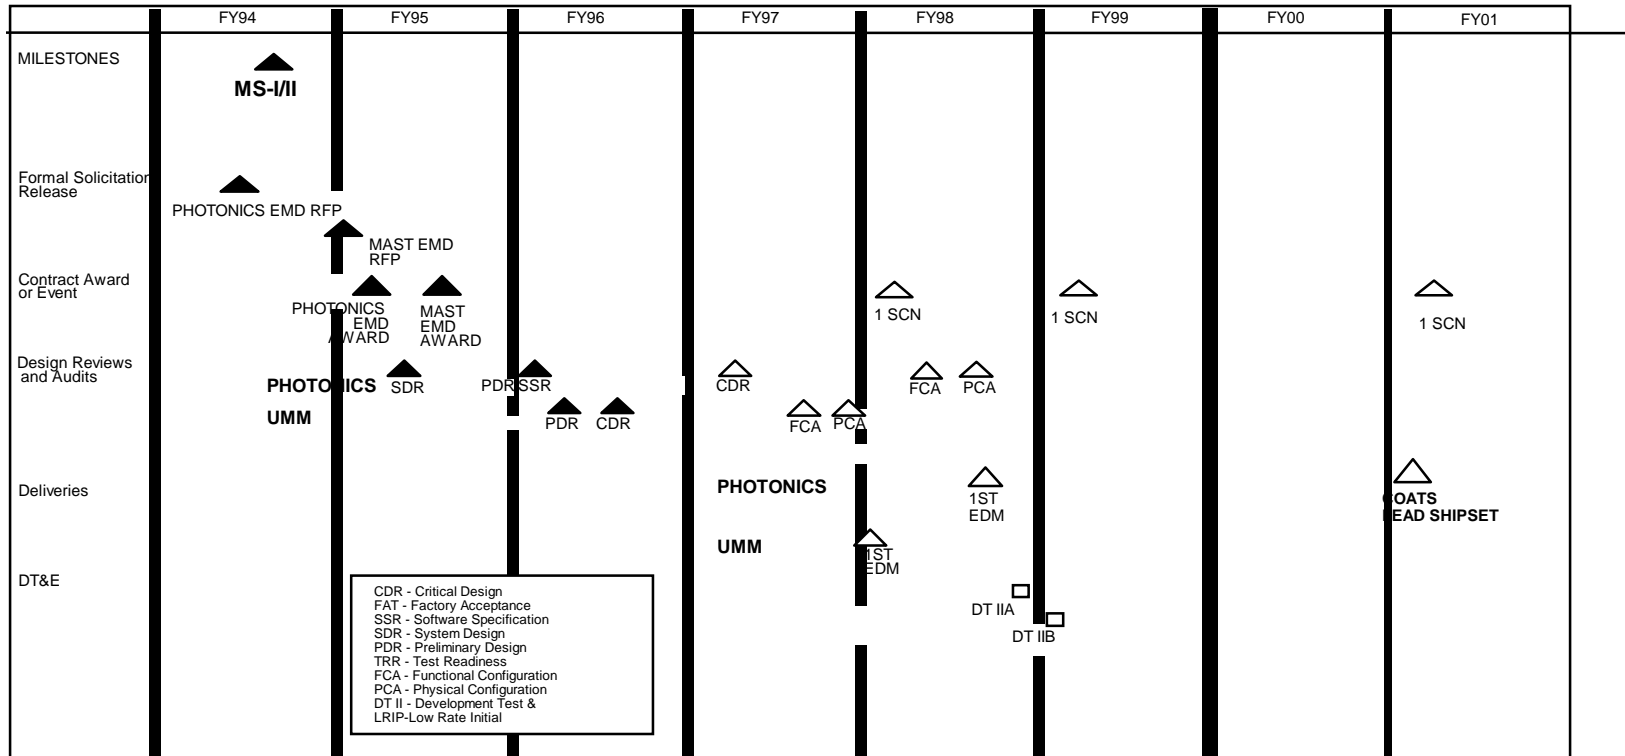 FY94 FY95 FY96 FY97 FY98 FY99 FY00 FY01
MILESTONES
MS-I/II
Formal Solicitation
Release
PHOTONICS EMD RFP
MAST EMD
RFP
Contract Award
or Event
PHOTONICS
EMD
AWARD
MAST
EMD
AWARD
1 SCN
1 SCN
1 SCN
Design Reviews
and Audits
PHOTONICS
SDR
PDR
SSR
CDR
FCA
PCA
UMM
PDR
CDR
FCA
PCA
Deliveries
PHOTONICS
1ST
EDM
COATS
LEAD SHIPSET
UMM
1ST
EDM
DT&E
DT IIA
DT IIB
CDR - Critical Design
FAT - Factory Acceptance
SSR - Software Specification
SDR - System Design
PDR - Preliminary Design
TRR - Test Readiness
FCA - Functional Configuration
PCA - Physical Configuration
DT II - Development Test &
LRIP-Low Rate Initial